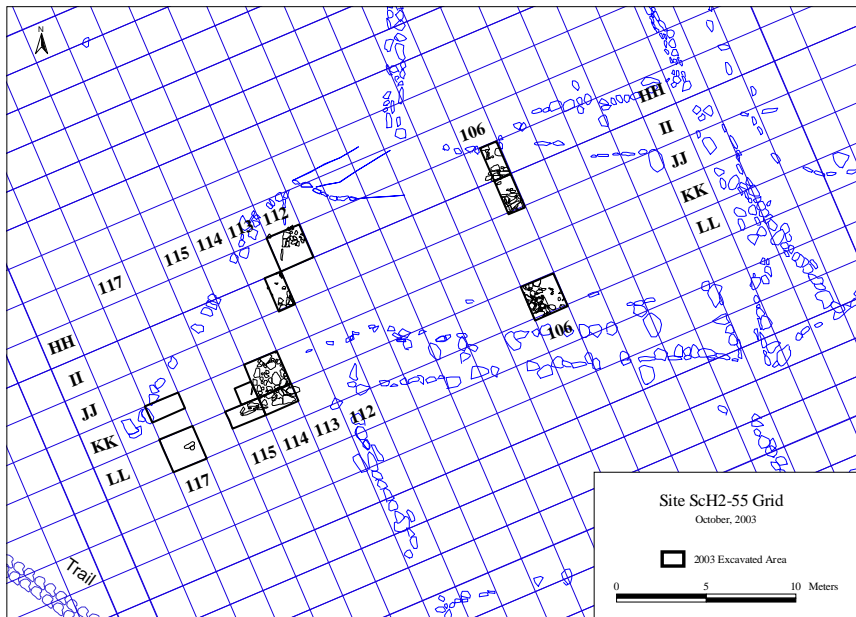 N
106
HH
II
JJ
KK
LL
112
113
114
115
117
HH
II
JJ
KK
LL
106
112
113
114
115
117
Trail
Site ScH2-55 Grid
October, 2003
2003 Excavated Area
0 5 10 Meters